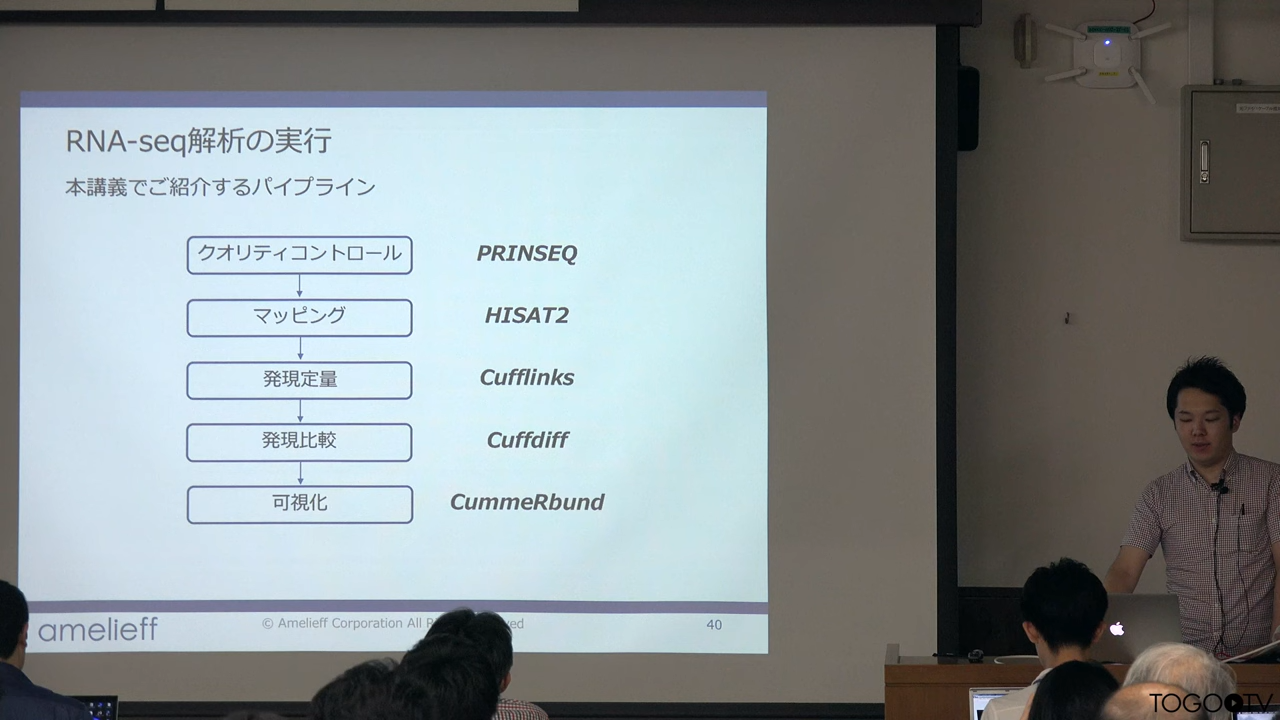 RNA-seq解析の実行
本講義でご紹介するパイプライン
クオリティコントロール PRINSEQ
マッピング HISAT2
発現定量 Cufflinks
発現比較 Cuffdiff
可視化 CummeRbund
amelieff © Amelieff Corporation All 40
TOGOTV